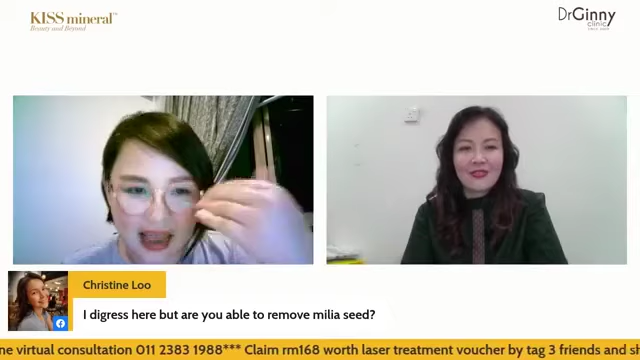 KISS mineral™
Beauty and Beyond
DrGinny
clinic
Christine Loo
I digress here but are you able to remove milia seed?
ne virtual consultation 011 2383 1988*** Claim rm168 worth laser treatment voucher by tag 3 friends and sh